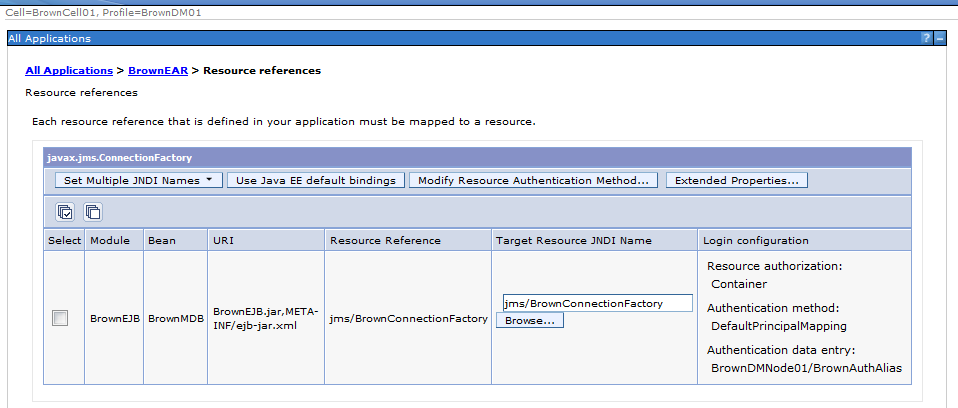 Cell=BrownCell01, Profile=BrownDM01
All Applications ? –
All Applications > BrownEAR > Resource references
Resource references
Each resource reference that is defined in your application must be mapped to a resource.
javax.jms.ConnectionFactory
Set Multiple JNDI Names Use Java EE default bindings Modify Resource Authentication Method... Extended Properties...
Select Module Bean URI Resource Reference Target Resource JNDI Name Login configuration
BrownEJB BrownMDB
BrownEJB.jar,META-
INF/ejb-jar.xml
jms/BrownConnectionFactory
jms/BrownConnectionFactory
Browse...
Resource authorization:
Container
Authentication method:
DefaultPrincipalMapping
Authentication data entry:
BrownDMNode01/BrownAuthAlias